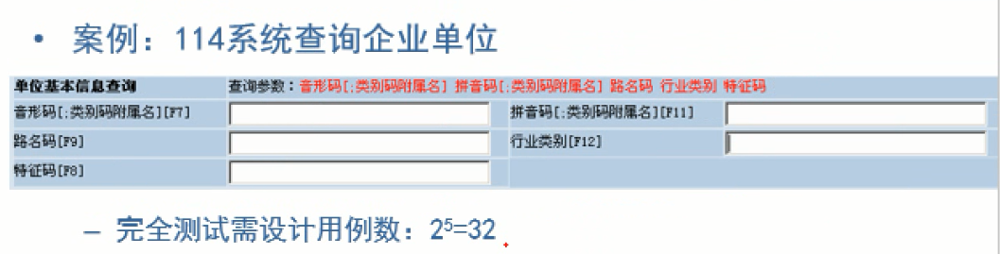 • 案例：114系统查询企业单位
单位基本信息查询 查询参数：音形码[;类别码附属名] 拼音码[;类别码附属名] 路名码 行业类别 特征码
音形码[;类别码附属名][F7] 拼音码[;类别码附属名][F11]
路名码[F9] 行业类别[F12]
特征码[F8]
– 完全测试需设计用例数：2⁵=32